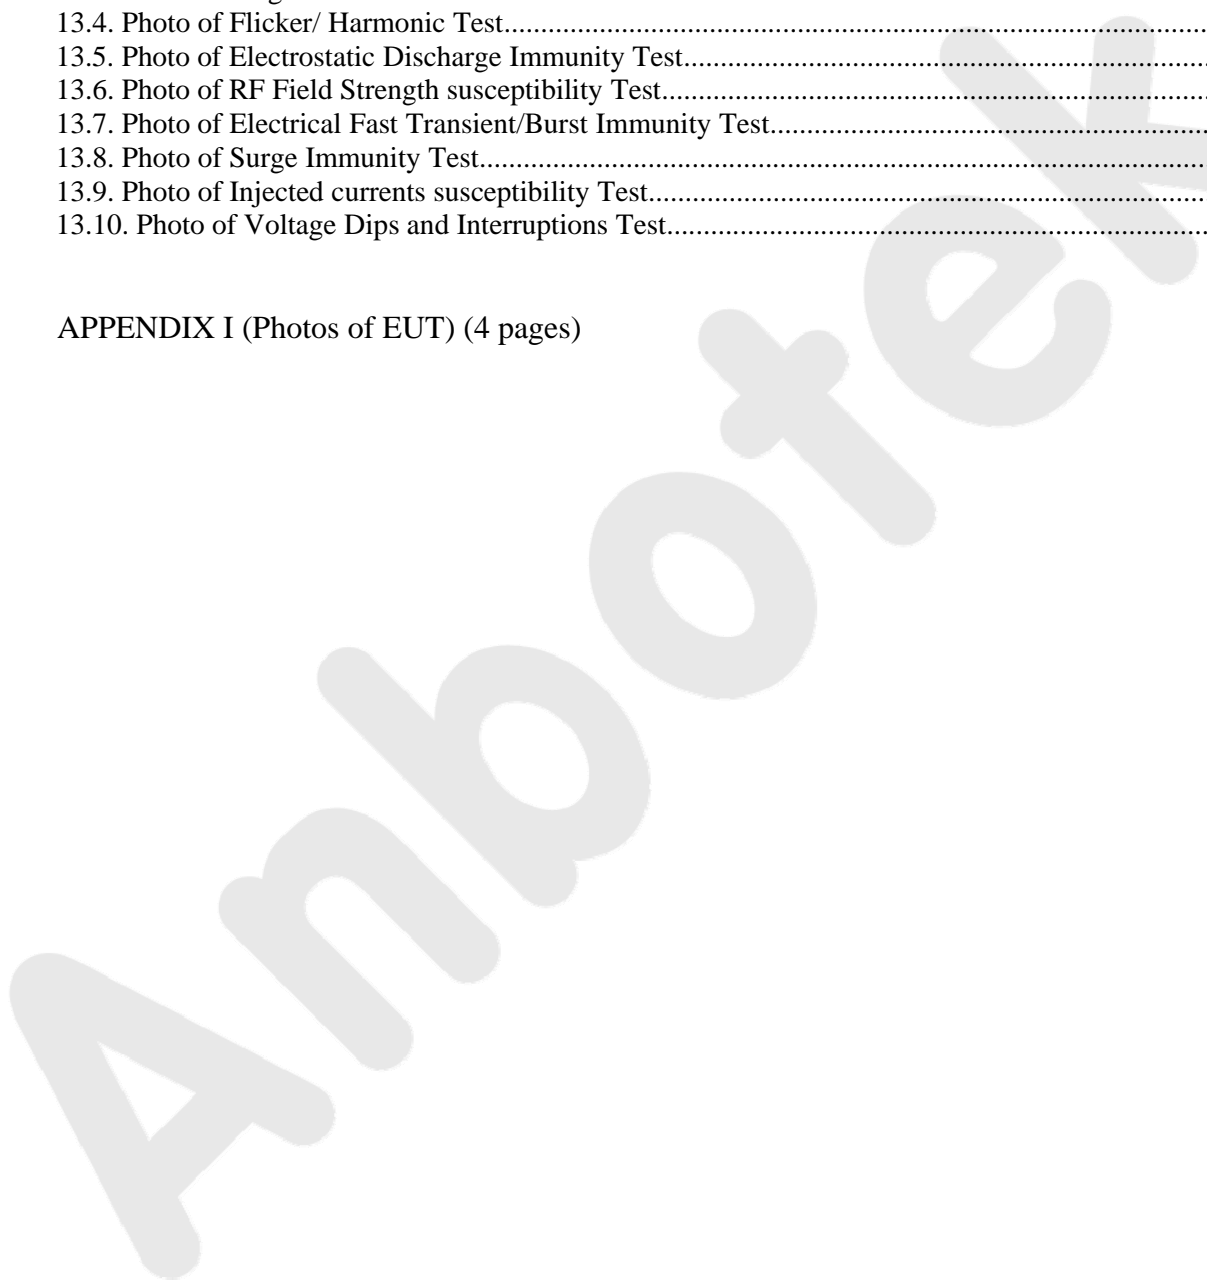 13.4. Photo of Flicker/ Harmonic Test........................................................................................................
13.5. Photo of Electrostatic Discharge Immunity Test................................................................................
13.6. Photo of RF Field Strength susceptibility Test...................................................................................
13.7. Photo of Electrical Fast Transient/Burst Immunity Test....................................................................
13.8. Photo of Surge Immunity Test............................................................................................................
13.9. Photo of Injected currents susceptibility Test.....................................................................................
13.10. Photo of Voltage Dips and Interruptions Test..................................................................................
APPENDIX I (Photos of EUT) (4 pages)
Anbotek